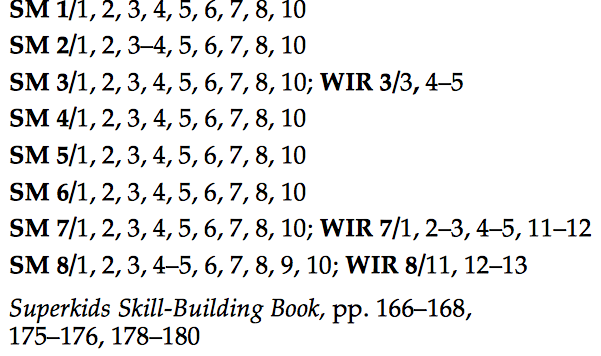 SM 1/1, 2, 3, 4, 5, 6, 7, 8, 10
SM 2/1, 2, 3–4, 5, 6, 7, 8, 10
SM 3/1, 2, 3, 4, 5, 6, 7, 8, 10; WIR 3/3, 4–5
SM 4/1, 2, 3, 4, 5, 6, 7, 8, 10
SM 5/1, 2, 3, 4, 5, 6, 7, 8, 10
SM 6/1, 2, 3, 4, 5, 6, 7, 8, 10
SM 7/1, 2, 3, 4, 5, 6, 7, 8, 10; WIR 7/1, 2–3, 4–5, 11–12
SM 8/1, 2, 3, 4–5, 6, 7, 8, 9, 10; WIR 8/11, 12–13
Superkids Skill-Building Book, pp. 166–168,
175–176, 178–180